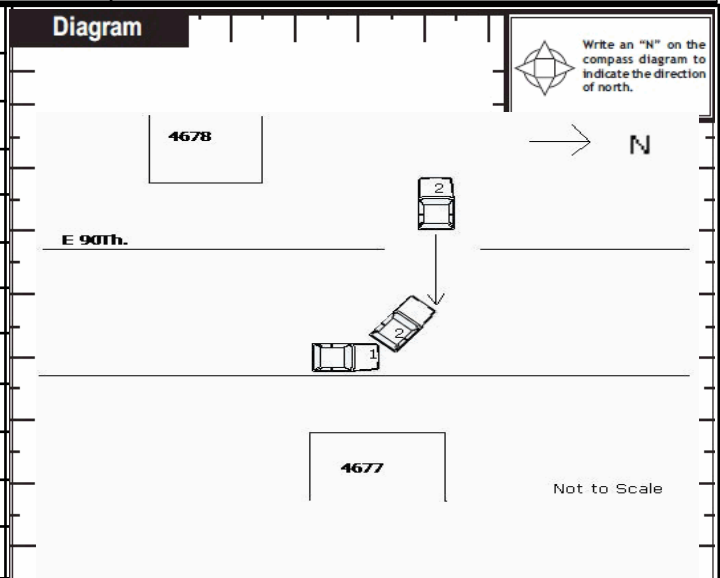 Diagram
Write an “N” on the
compass diagram to
indicate the direction
of north.
4678
N
2
E 90Th.
2
1
4677
Not to Scale